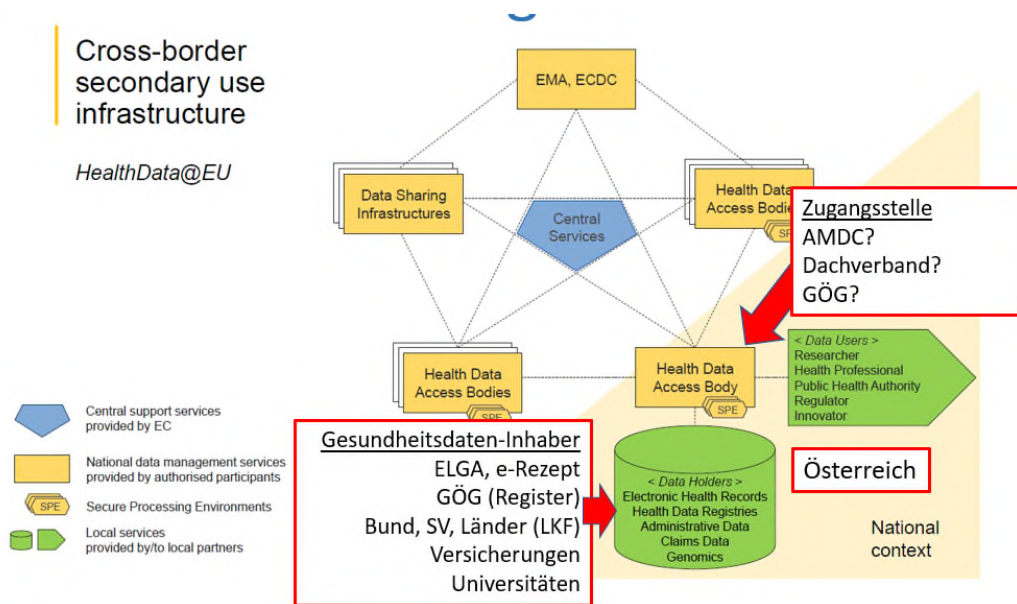 Cross-border
secondary use
infrastructure
HealthData@EU
EMA, ECDC
Data Sharing
Infrastructures
Health Data
Access Bodies
SPE
Central
Services
Zugangsstelle
AMDC?
Dachverband?
GÖG?
Health Data
Access Bodies
SPE
Health Data
Access Body
SPE
< Data Users >
Researcher
Health Professional
Public Health Authority
Regulator
Innovator
Central support services
provided by EC
National data management services
provided by authorised participants
SPE
Secure Processing Environments
Local services
provided by/to local partners
Gesundheitsdaten-Inhaber
ELGA, e-Rezept
GÖG (Register)
Bund, SV, Länder (LKF)
Versicherungen
Universitäten
< Data Holders >
Electronic Health Records
Health Data Registries
Administrative Data
Claims Data
Genomics
Österreich
National
context